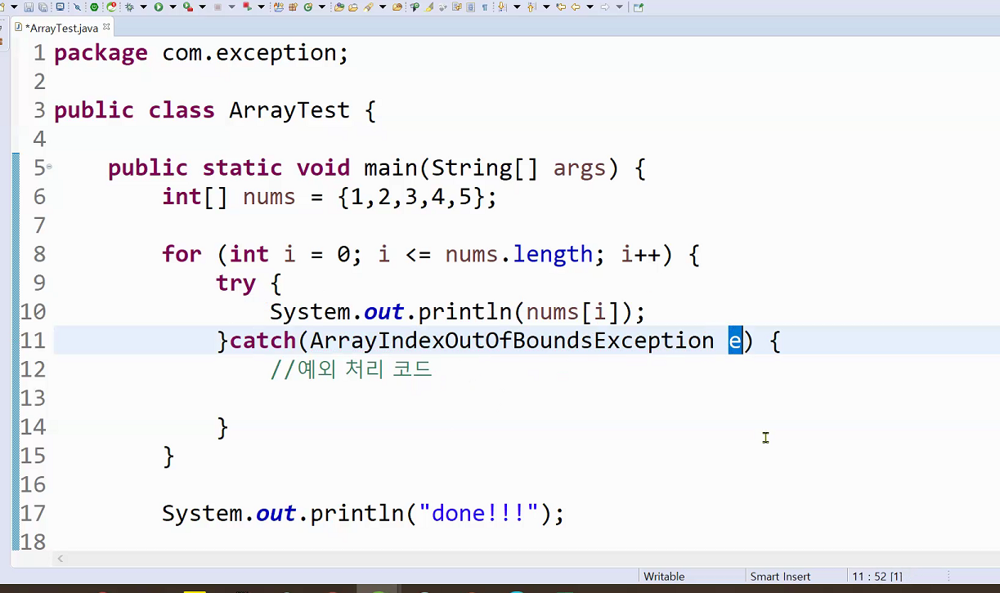 *ArrayTest.java
1 package com.exception;
2
3 public class ArrayTest {
4
5 public static void main(String[] args) {
6 int[] nums = {1,2,3,4,5};
7
8 for (int i = 0; i <= nums.length; i++) {
9 try {
10 System.out.println(nums[i]);
11 }catch(ArrayIndexOutOfBoundsException e) {
12 //예외 처리 코드
13
14 }
15 }
16
17 System.out.println("done!!!");
18
Writable Smart Insert 11 : 52 [1]